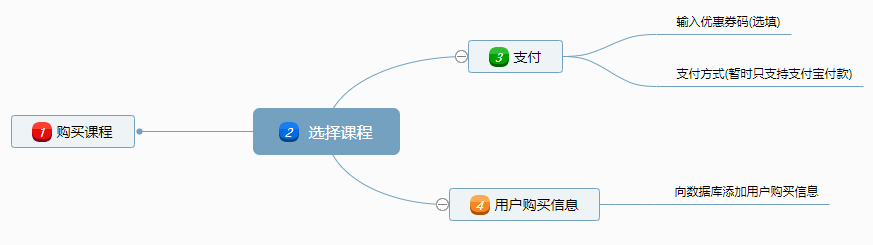 1 购买课程
2 选择课程
3 支付
输入优惠券码(选填)
支付方式(暂时只支持支付宝付款)
4 用户购买信息
向数据库添加用户购买信息